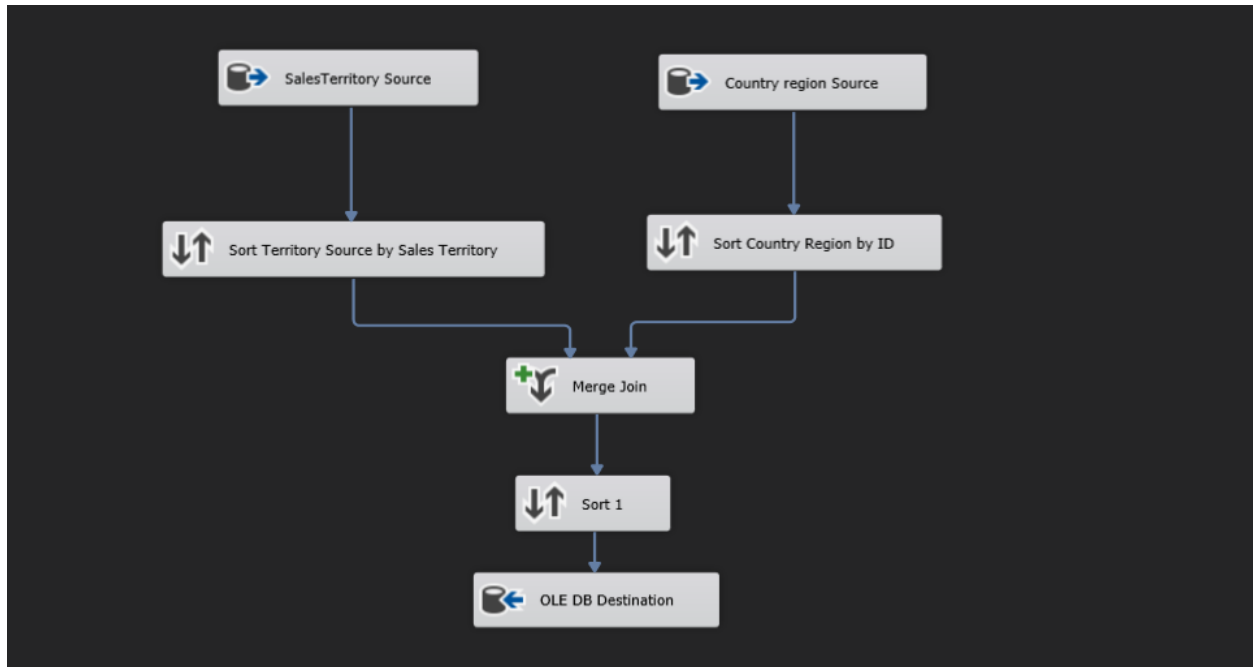 SalesTerritory Source
Country region Source
Sort Territory Source by Sales Territory
Sort Country Region by ID
Merge Join
Sort 1
OLE DB Destination